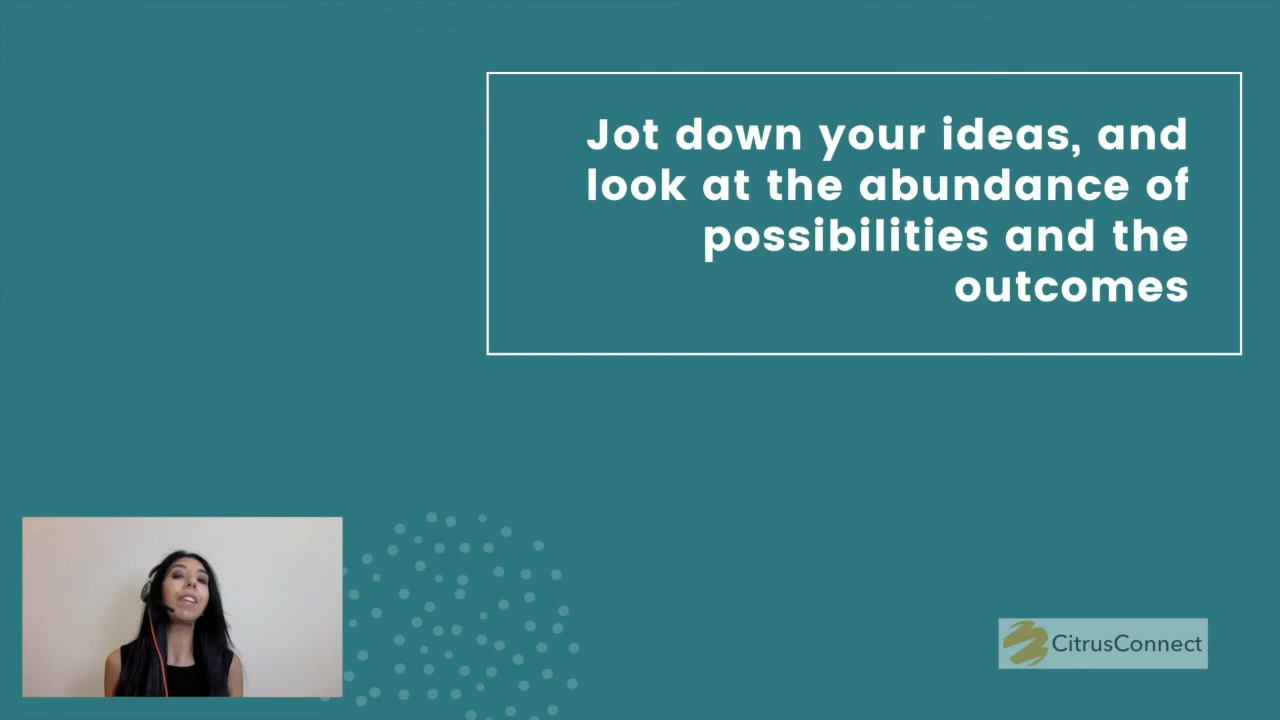 Jot down your ideas, and
look at the abundance of
possibilities and the
outcomes
CitrusConnect